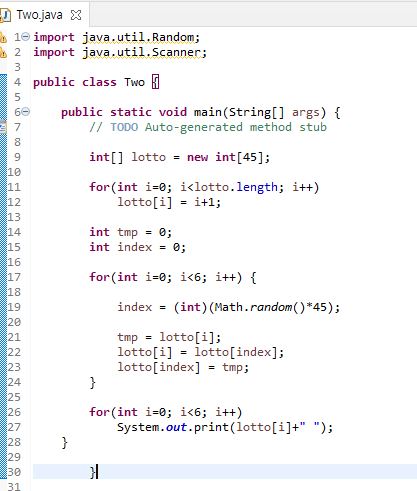 Two.java
1 import java.util.Random;
2 import java.util.Scanner;
3
4 public class Two {
5
6     public static void main(String[] args) {
7         // TODO Auto-generated method stub
8
9         int[] lotto = new int[45];
10
11         for(int i=0; i<lotto.length; i++)
12             lotto[i] = i+1;
13
14         int tmp = 0;
15         int index = 0;
16
17         for(int i=0; i<6; i++) {
18
19             index = (int)(Math.random()*45);
20
21             tmp = lotto[i];
22             lotto[i] = lotto[index];
23             lotto[index] = tmp;
24         }
25
26         for(int i=0; i<6; i++)
27             System.out.print(lotto[i]+" ");
28     }
29
30         }
31